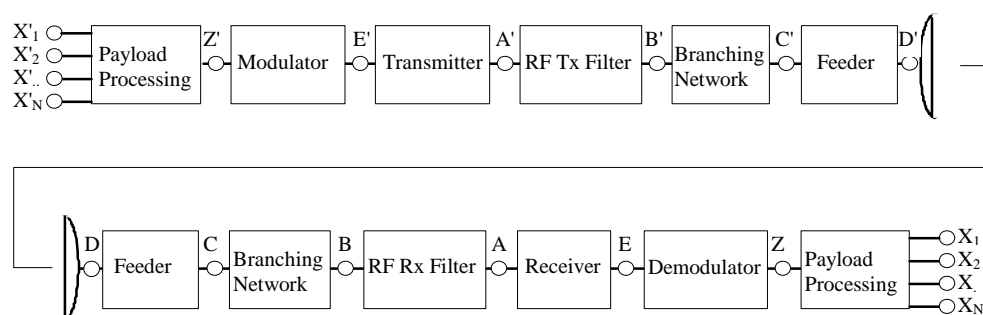 X'1
X'2
X'..
X'N
Payload
Processing
Z'
Modulator
E'
Transmitter
A'
RF Tx Filter
B'
Branching
Network
C'
Feeder
D'
D
Feeder
C
Branching
Network
B
RF Rx Filter
A
Receiver
E
Demodulator
Z
Payload
Processing
X1
X2
X.
XN